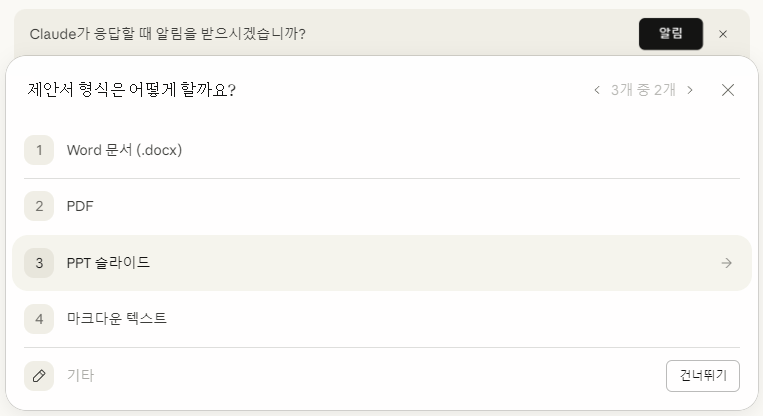 Claude가 응답할 때 알림을 받으시겠습니까?
알림
제안서 형식은 어떻게 할까요?
3개 중 2개
1 Word 문서 (.docx)
2 PDF
3 PPT 슬라이드
4 마크다운 텍스트
기타
건너뛰기